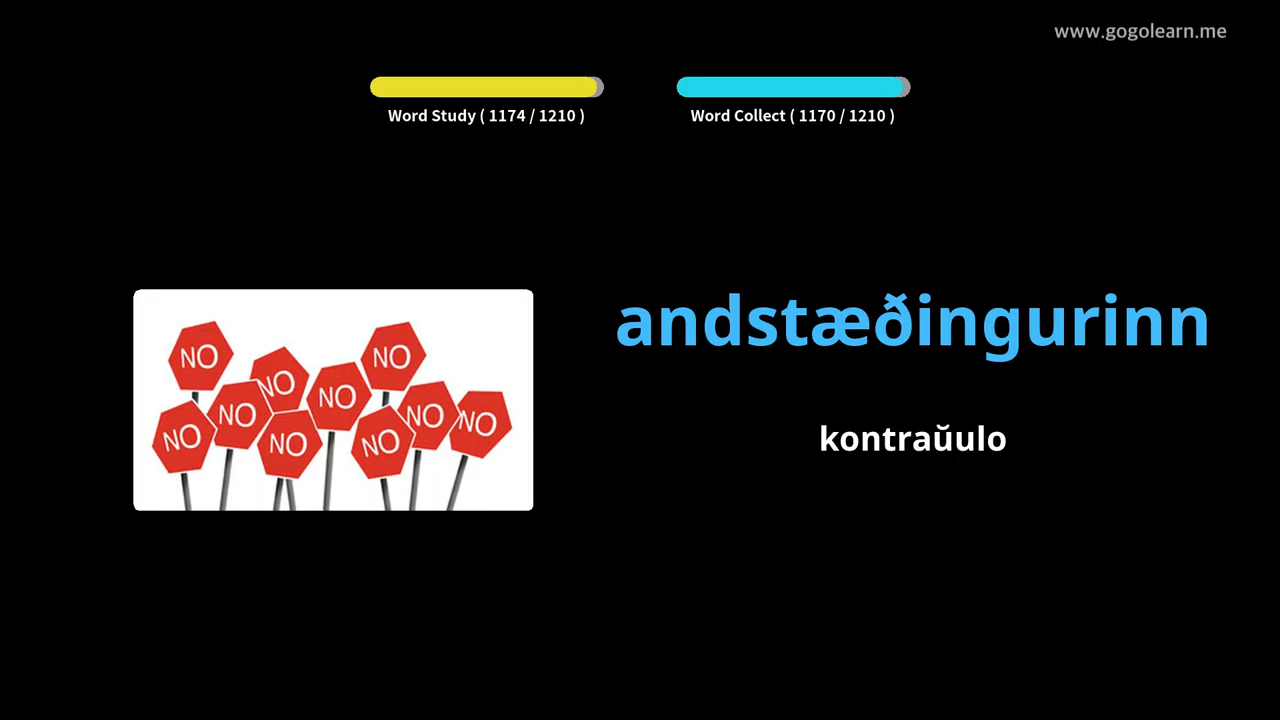 www.gogolearn.me
Word Study ( 1174 / 1210 )
Word Collect ( 1170 / 1210 )
NO
NO
NO
NO
NO
NO
NO
NO
NO
NO
andstæðingurinn
kontraŭulo